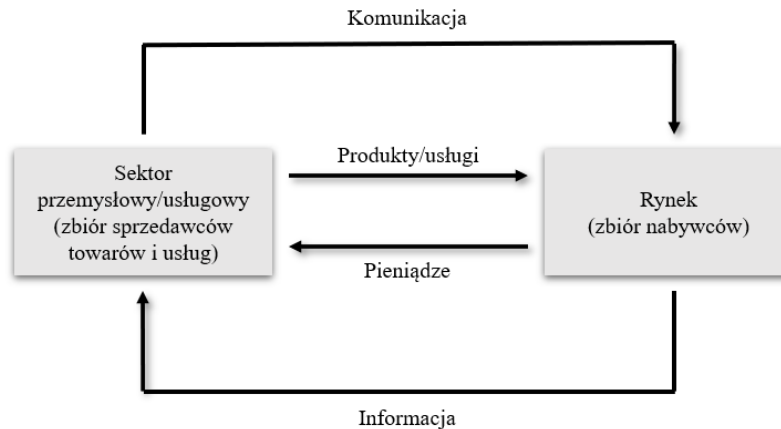 Komunikacja
Produkty/usługi
Sektor
przemysłowy/usługowy
(zbiór sprzedawców
towarów i usług)
Rynek
(zbiór nabywców)
Pieniądze
Informacja